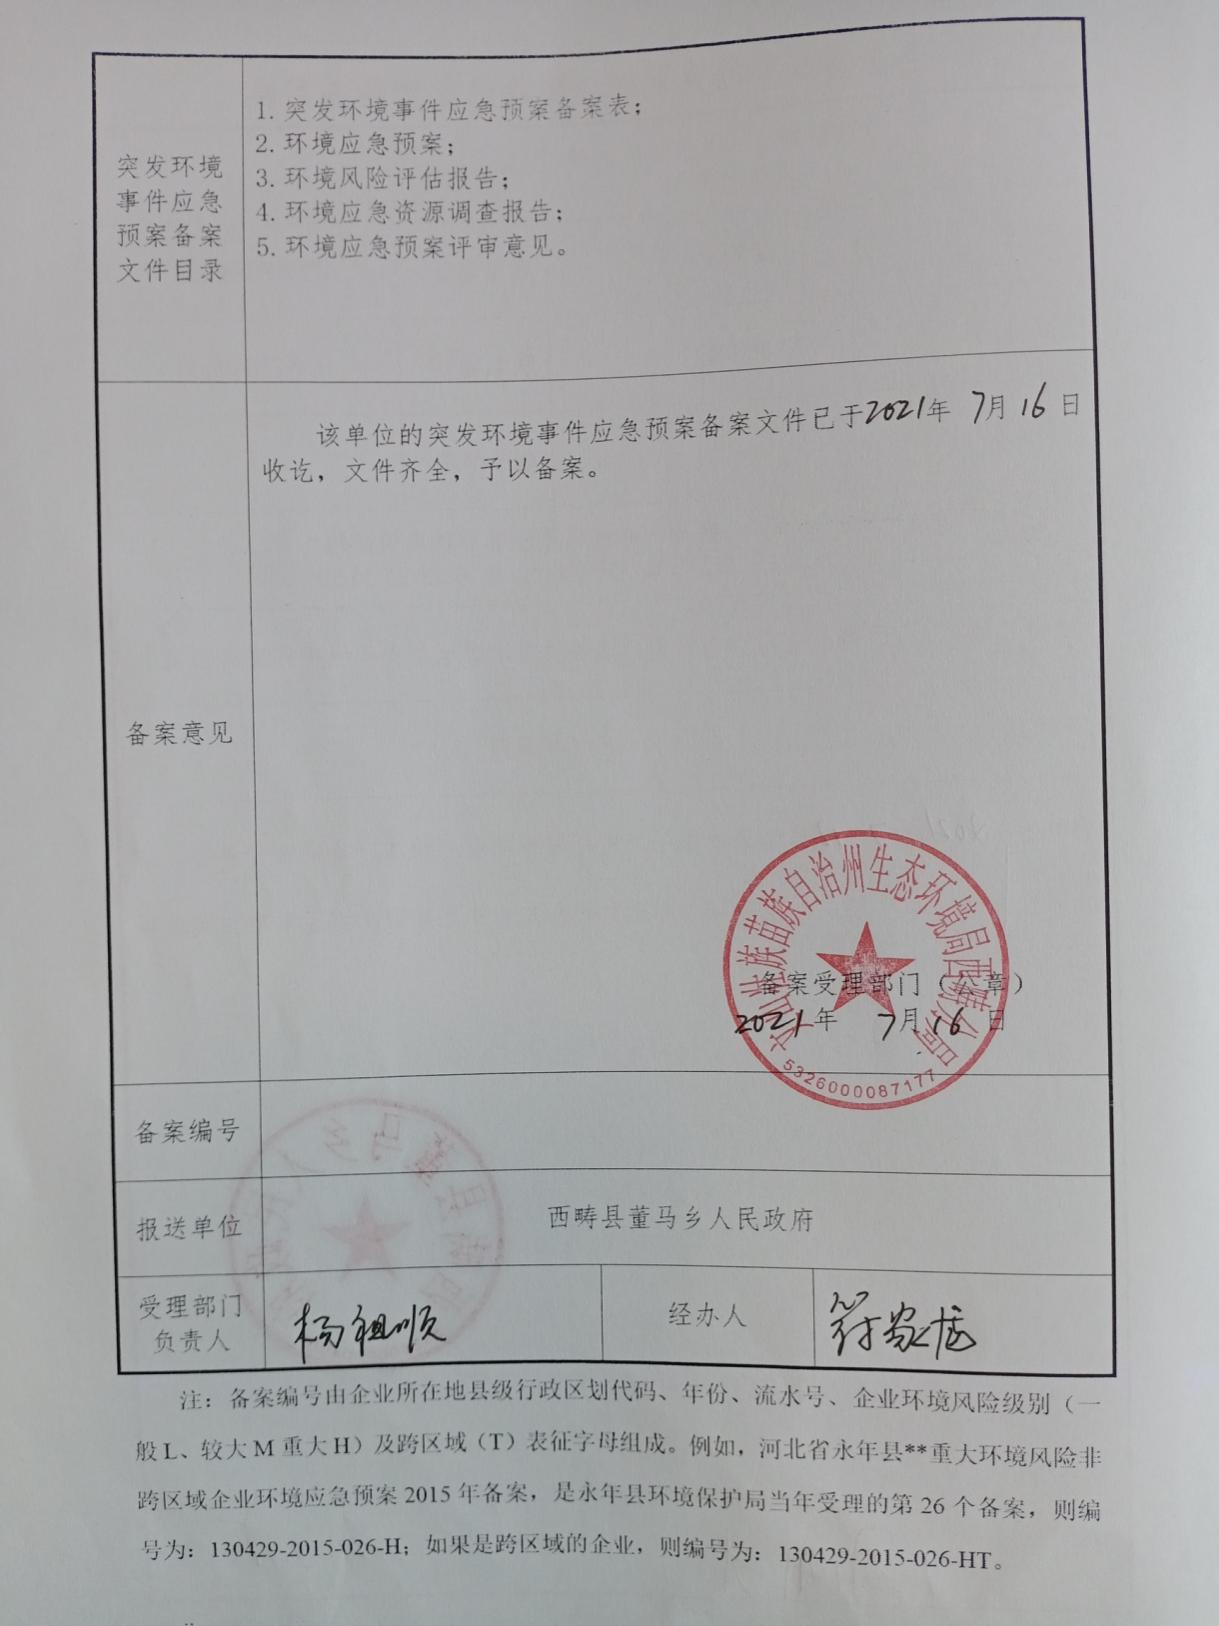 突发环境
事件应急
预案备案
文件目录
1. 突发环境事件应急预案备案表；
2. 环境应急预案；
3. 环境风险评估报告；
4. 环境应急资源调查报告；
5. 环境应急预案评审意见。
备案意见
该单位的突发环境事件应急预案备案文件已于2021年 7月16日
收讫，文件齐全，予以备案。
文山壮族苗族自治州生态环境局西畴分局
备案受理部门（公章）
2021年 7月16日
5326000087177
备案编号
报送单位
西畴县董马乡人民政府
受理部门
负责人
杨祖顺
经办人
符家龙
注：备案编号由企业所在地县级行政区划代码、年份、流水号、企业环境风险级别（一
般L、较大M重大H）及跨区域（T）表征字母组成。例如，河北省永年县**重大环境风险非
跨区域企业环境应急预案2015年备案，是永年县环境保护局当年受理的第26个备案，则编
号为：130429-2015-026-H；如果是跨区域的企业，则编号为：130429-2015-026-HT。